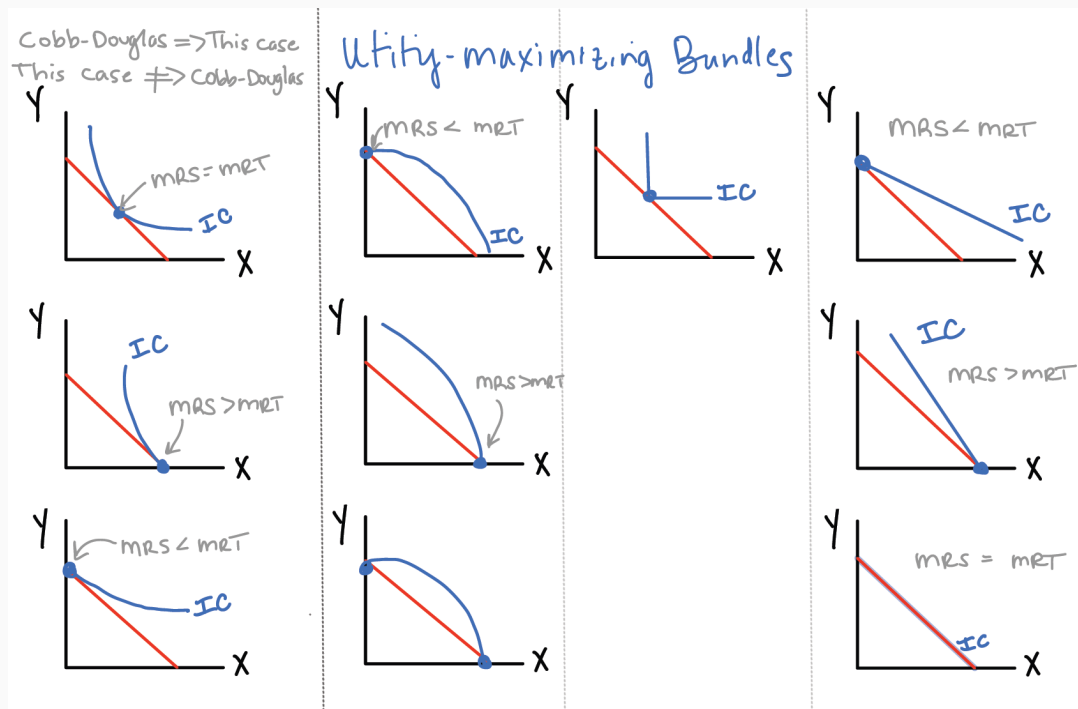 Cobb-Douglas => This case
This case ≠> Cobb-Douglas
Utity-maximizing Bundles
Y
MRS = MRT
IC
X
Y
MRS < MRT
IC
X
Y
IC
X
Y
MRS < MRT
IC
X
Y
IC
MRS > MRT
X
Y
MRS > MRT
X
Y
IC
MRS > MRT
X
Y
MRS < MRT
IC
X
Y
X
Y
MRS = MRT
IC
X